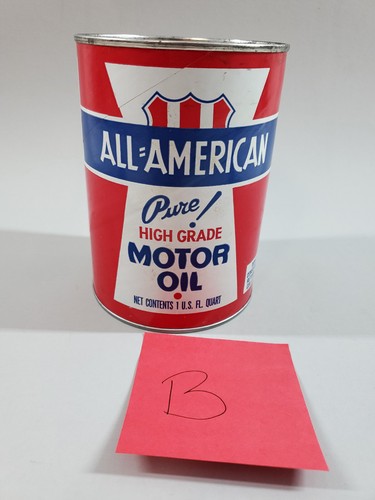 ALL-AMERICAN
Pure!
HIGH GRADE
MOTOR
OIL
NET CONTENTS 1 U.S. FL. QUART
B